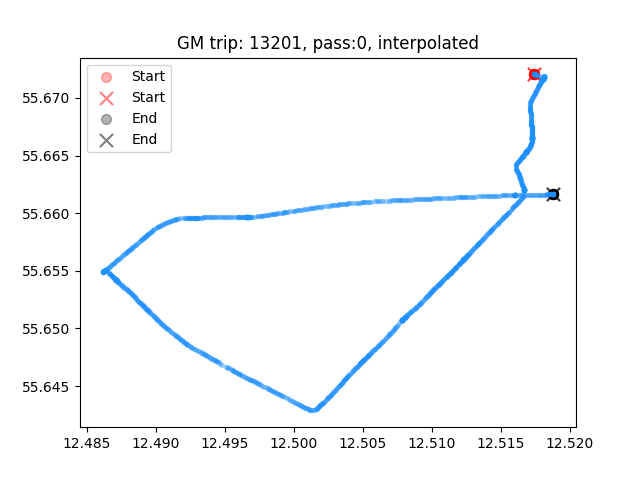 GM trip: 13201, pass:0, interpolated
Start
Start
End
End
55.670
55.665
55.660
55.655
55.650
55.645
12.485 12.490 12.495 12.500 12.505 12.510 12.515 12.520